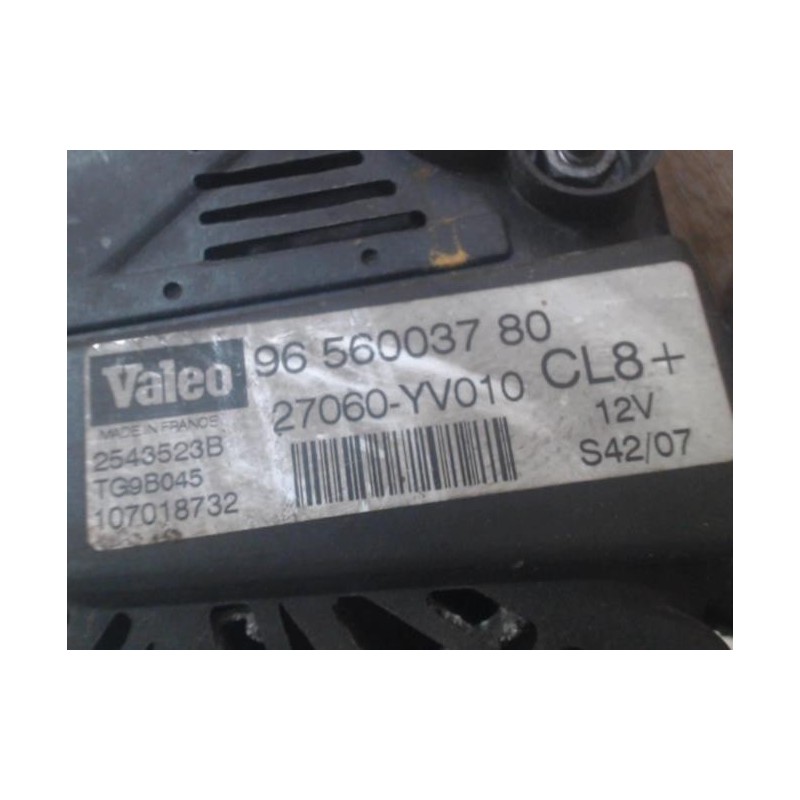 Valeo
MADE IN FRANCE
2543523B
TG9B045
107018732
96 560037 80
27060-YV010
CL8+
12V
S42/07